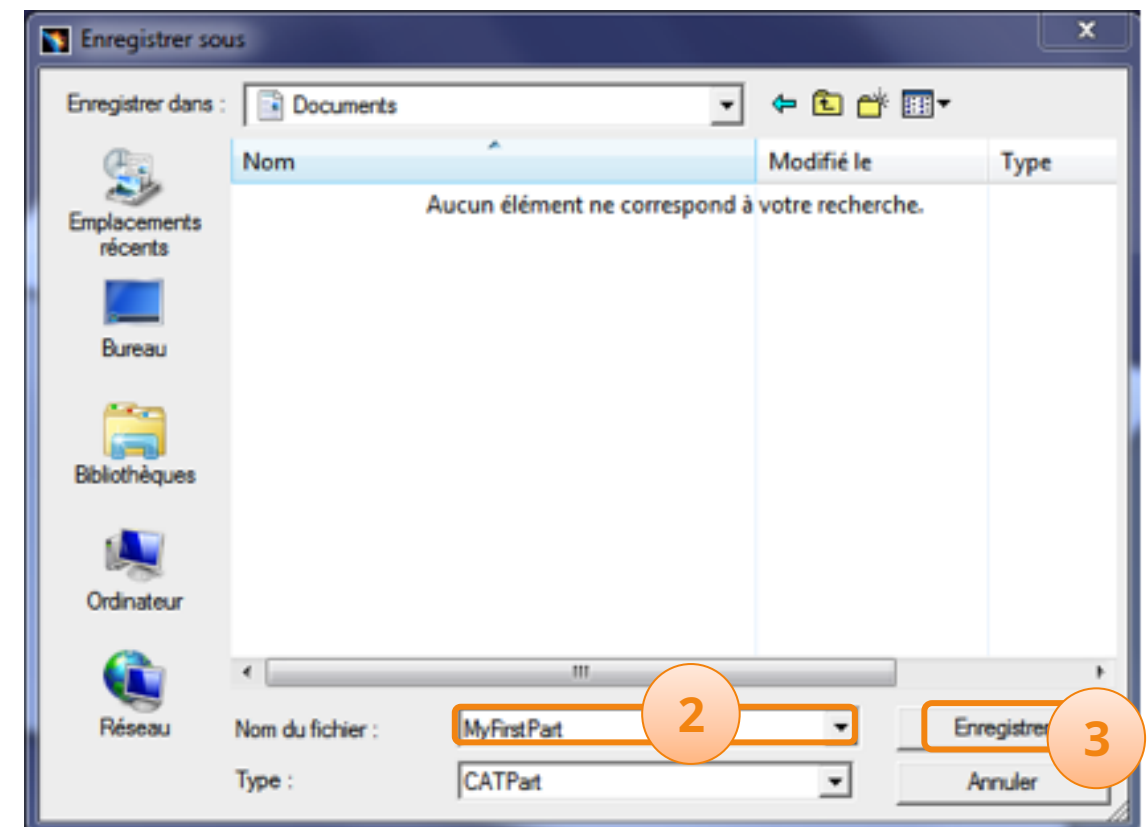 Enregistrer sous
Enregistrer dans :
Documents
Nom
Modifié le
Type
Aucun élément ne correspond à votre recherche.
Emplacements
récents
Bureau
Bibliothèques
Ordinateur
Réseau
Nom du fichier :
MyFirstPart
2
Enregistrer
3
Type :
CATPart
Annuler